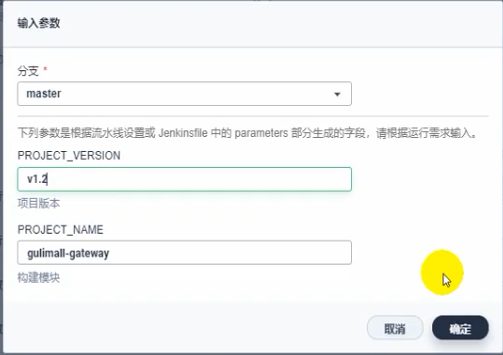 输入参数
分支 *
master
下列参数是根据流水线设置或 Jenkinsfile 中的 parameters 部分生成的字段，请根据运行需求输入。
PROJECT_VERSION
v1.2
项目版本
PROJECT_NAME
gulimall-gateway
构建模块
取消
确定